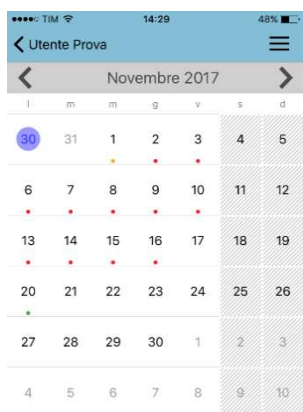 TIM 14:29 48%
Utente Prova
Novembre 2017
l m m g v s d
30 31 1 2 3 4 5
6 7 8 9 10 11 12
13 14 15 16 17 18 19
20 21 22 23 24 25 26
27 28 29 30 1 2 3
4 5 6 7 8 9 10